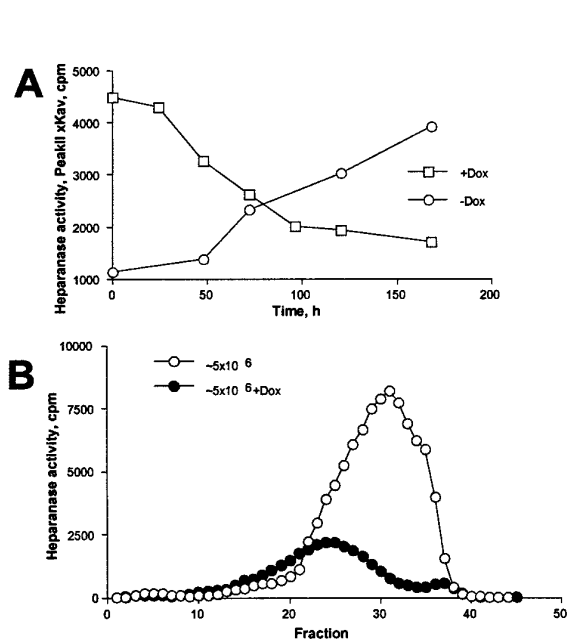 A
Heparanase activity, PeakII xKav, cpm
5000
4000
3000
2000
1000
+Dox
-Dox
0
50
100
150
200
Time, h
B
Heparanase activity, cpm
10000
7500
5000
2500
0
~5x10 6
~5x10 6+Dox
0
10
20
30
40
50
Fraction